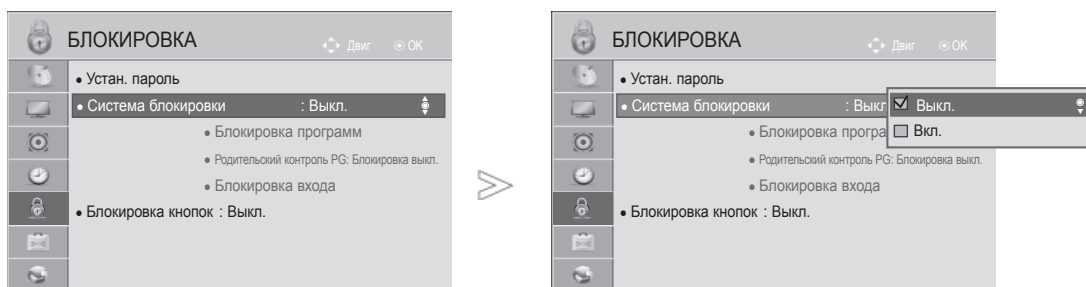 БЛОКИРОВКА
Двиг OK
• Устан. пароль
• Система блокировки : Выкл.
• Блокировка программ
• Родительский контроль PG: Блокировка выкл.
• Блокировка входа
• Блокировка кнопок : Выкл.
БЛОКИРОВКА
Двиг OK
• Устан. пароль
• Система блокировки : Выкл
Выкл.
Вкл.
• Блокировка програ
• Родительский контроль PG: Блокировка выкл.
• Блокировка входа
• Блокировка кнопок : Выкл.